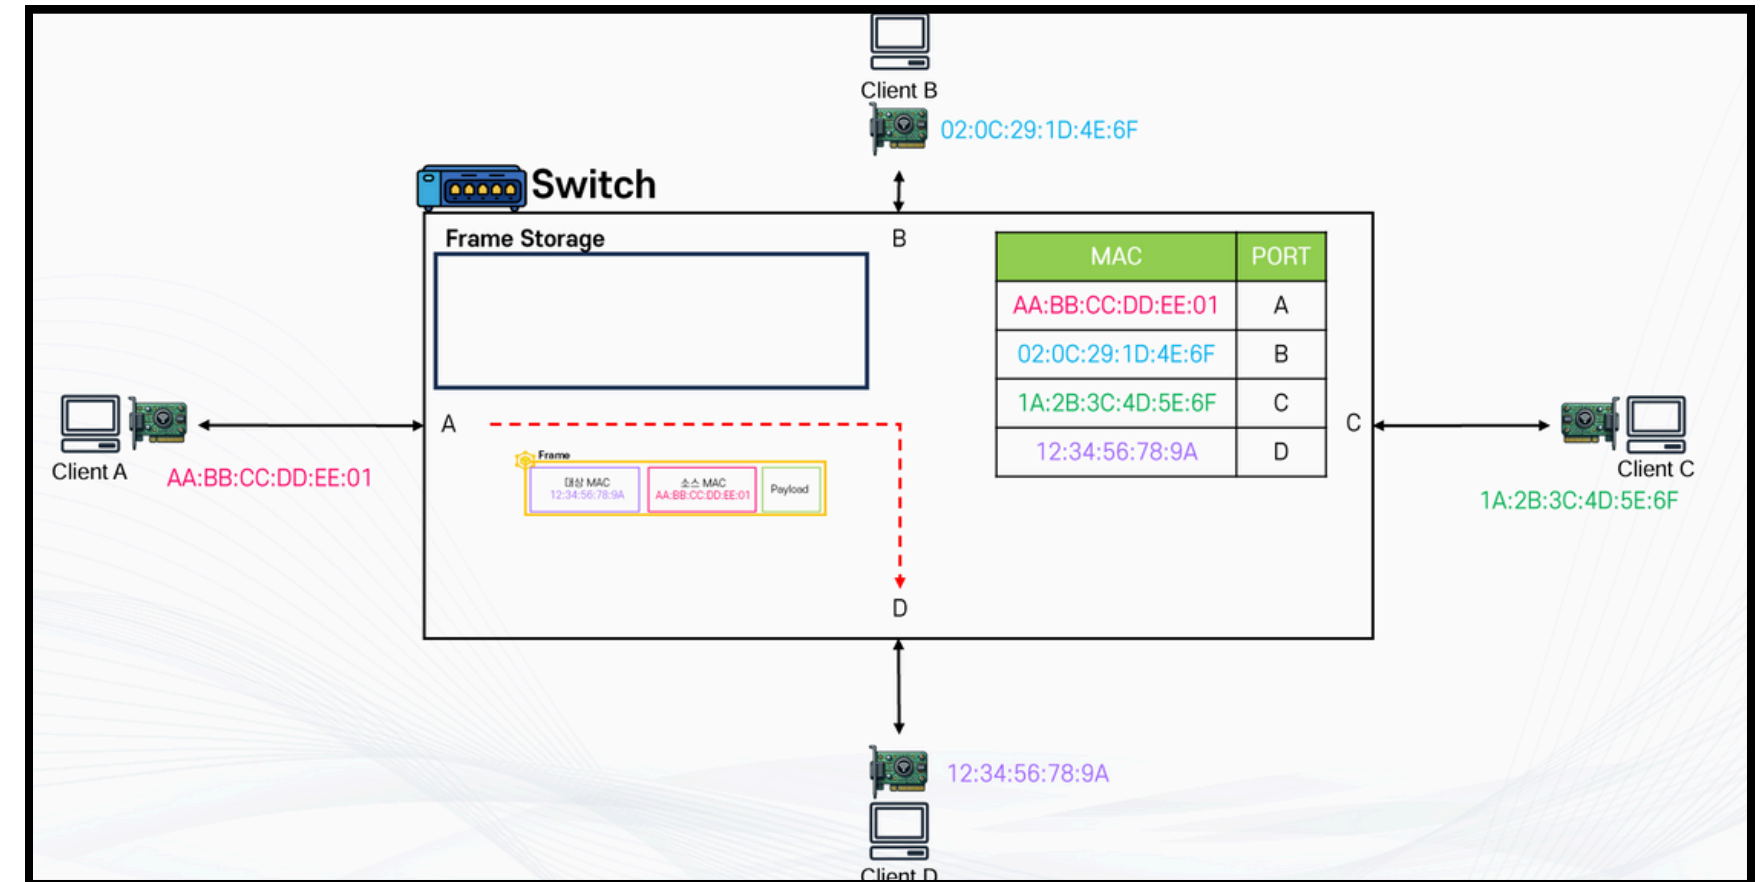 Client B
02:0C:29:1D:4E:6F
Switch
Frame Storage
B
MAC PORT
AA:BB:CC:DD:EE:01 A
02:0C:29:1D:4E:6F B
1A:2B:3C:4D:5E:6F C
12:34:56:78:9A D
A
C
Client A
AA:BB:CC:DD:EE:01
Frame
대상 MAC
12:34:56:78:9A
소스 MAC
AA:BB:CC:DD:EE:01
Payload
Client C
1A:2B:3C:4D:5E:6F
D
12:34:56:78:9A
Client D